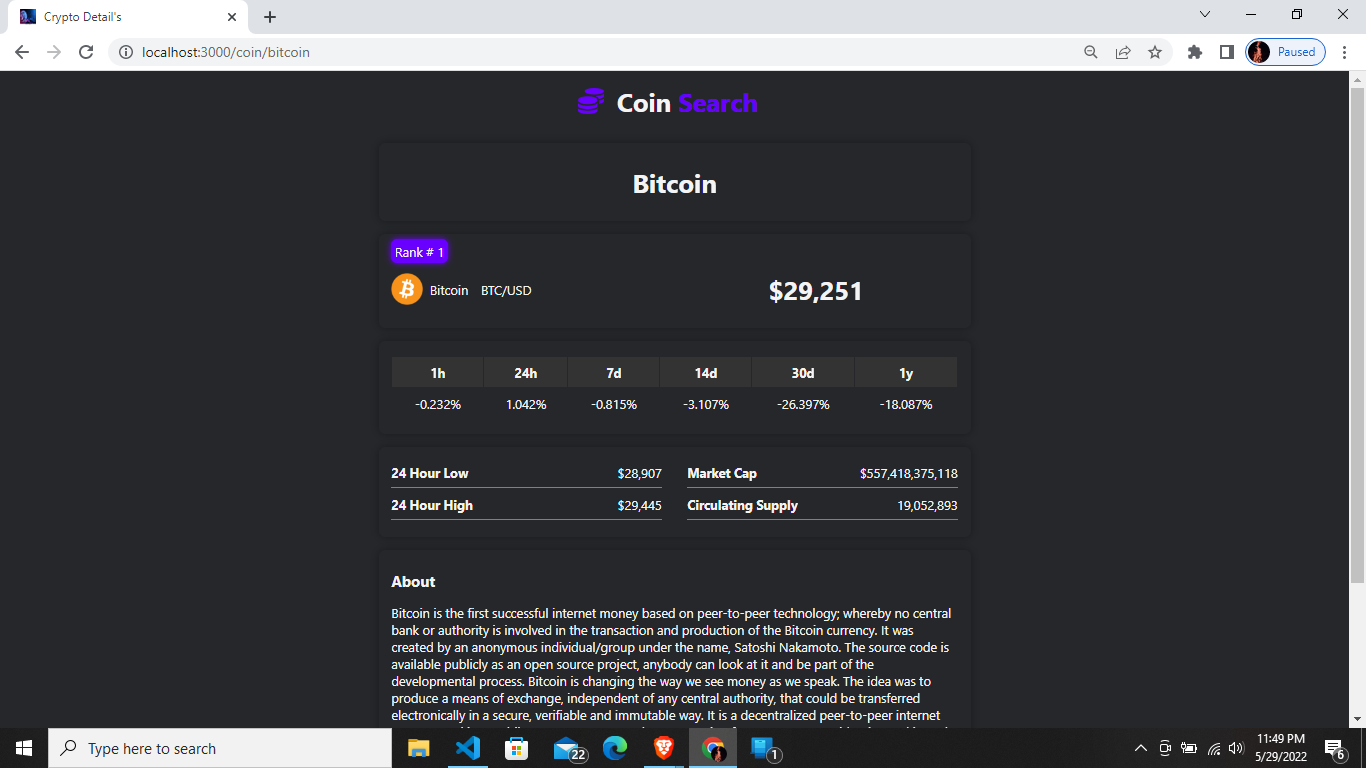 Crypto Detail's
localhost:3000/coin/bitcoin
Paused
Coin Search
Bitcoin
Rank # 1
Bitcoin BTC/USD $29,251
1h 24h 7d 14d 30d 1y
-0.232% 1.042% -0.815% -3.107% -26.397% -18.087%
24 Hour Low $28,907 Market Cap $557,418,375,118
24 Hour High $29,445 Circulating Supply 19,052,893
About
Bitcoin is the first successful internet money based on peer-to-peer technology; whereby no central
bank or authority is involved in the transaction and production of the Bitcoin currency. It was
created by an anonymous individual/group under the name, Satoshi Nakamoto. The source code is
available publicly as an open source project, anybody can look at it and be part of the
developmental process. Bitcoin is changing the way we see money as we speak. The idea was to
produce a means of exchange, independent of any central authority, that could be transferred
electronically in a secure, verifiable and immutable way. It is a decentralized peer-to-peer internet
Type here to search
22
1
11:49 PM
5/29/2022
6